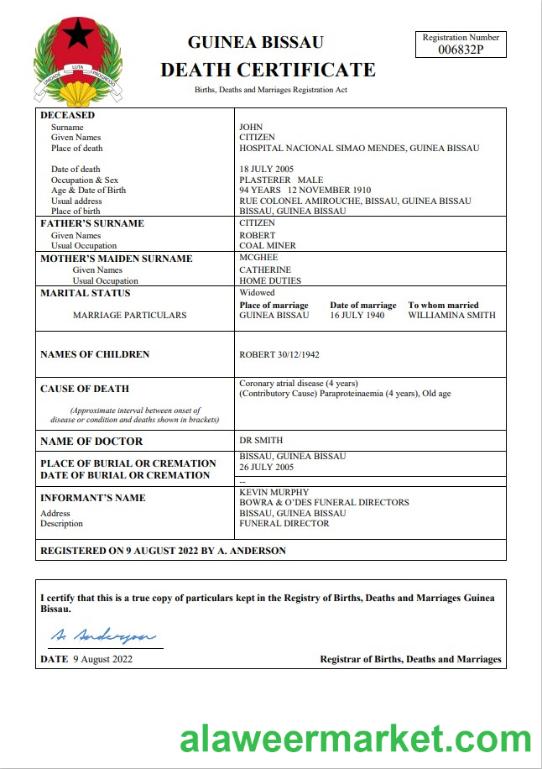 GUINEA BISSAU
DEATH CERTIFICATE
Births, Deaths and Marriages Registration Act
Registration Number
006832P
UNIDADE LUTA PROGRESSO
DECEASED
Surname JOHN
Given Names CITIZEN
Place of death HOSPITAL NACIONAL SIMAO MENDES, GUINEA BISSAU
Date of death 18 JULY 2005
Occupation & Sex PLASTERER MALE
Age & Date of Birth 94 YEARS 12 NOVEMBER 1910
Usual address RUE COLONEL AMIROUCHE, BISSAU, GUINEA BISSAU
Place of birth BISSAU, GUINEA BISSAU
FATHER'S SURNAME CITIZEN
Given Names ROBERT
Usual Occupation COAL MINER
MOTHER'S MAIDEN SURNAME MCGHEE
Given Names CATHERINE
Usual Occupation HOME DUTIES
MARITAL STATUS Widowed
Place of marriage Date of marriage To whom married
MARRIAGE PARTICULARS GUINEA BISSAU 16 JULY 1940 WILLIAMINA SMITH
NAMES OF CHILDREN ROBERT 30/12/1942
CAUSE OF DEATH Coronary atrial disease (4 years)
(Contributory Cause) Paraproteinaemia (4 years), Old age
(Approximate interval between onset of
disease or condition and deaths shown in brackets)
NAME OF DOCTOR DR SMITH
PLACE OF BURIAL OR CREMATION BISSAU, GUINEA BISSAU
DATE OF BURIAL OR CREMATION 26 JULY 2005
--
INFORMANT'S NAME KEVIN MURPHY
BOWRA & O'DES FUNERAL DIRECTORS
Address BISSAU, GUINEA BISSAU
Description FUNERAL DIRECTOR
REGISTERED ON 9 AUGUST 2022 BY A. ANDERSON
I certify that this is a true copy of particulars kept in the Registry of Births, Deaths and Marriages Guinea
Bissau.
A. Anderson
DATE 9 August 2022 Registrar of Births, Deaths and Marriages
alaweermarket.com